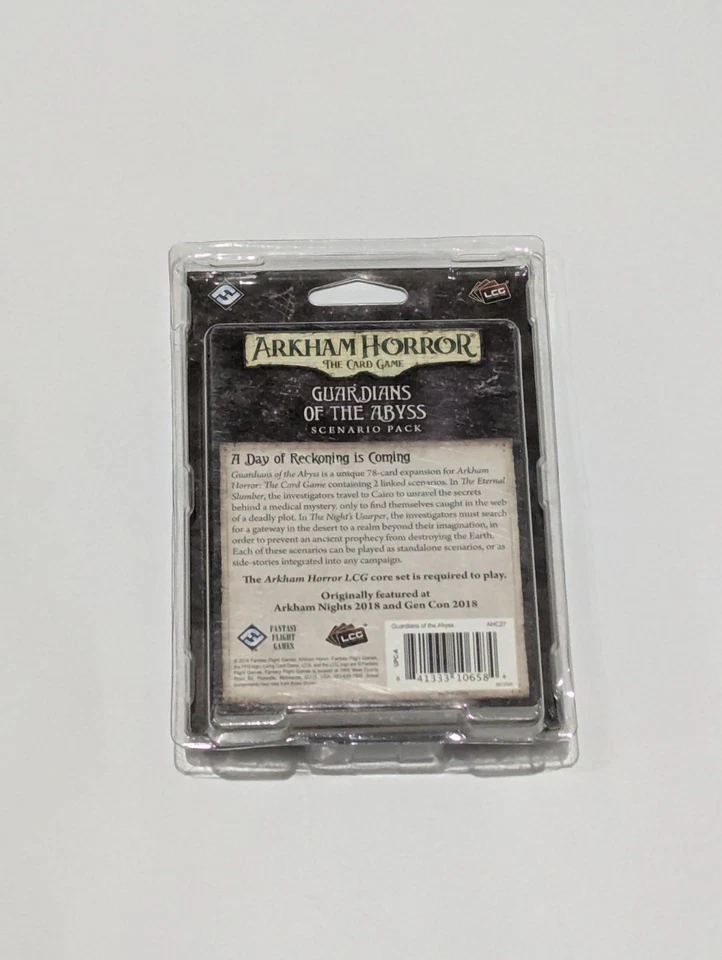 LCG
ARKHAM HORROR
THE CARD GAME
GUARDIANS
OF THE ABYSS
SCENARIO PACK
A Day of Reckoning is Coming
Guardians of the Abyss is a unique 78-card expansion for Arkham
Horror: The Card Game containing 2 linked scenarios. In The Eternal
Slumber, the investigators travel to Cairo to unravel the secrets
behind a medical mystery, only to find themselves caught in the web
of a deadly plot. In The Night's Usurper, the investigators must search
for a gateway in the desert to a realm beyond their imagination, in
order to prevent an ancient prophecy from destroying the Earth.
Each of these scenarios can be played as standalone scenarios, or as
side-stories integrated into any campaign.
The Arkham Horror LCG core set is required to play.
Originally featured at
Arkham Nights 2018 and Gen Con 2018
FANTASY
FLIGHT
GAMES
LCG
Guardians of the Abyss AHC27
UPC-A
8 41333 10658 4